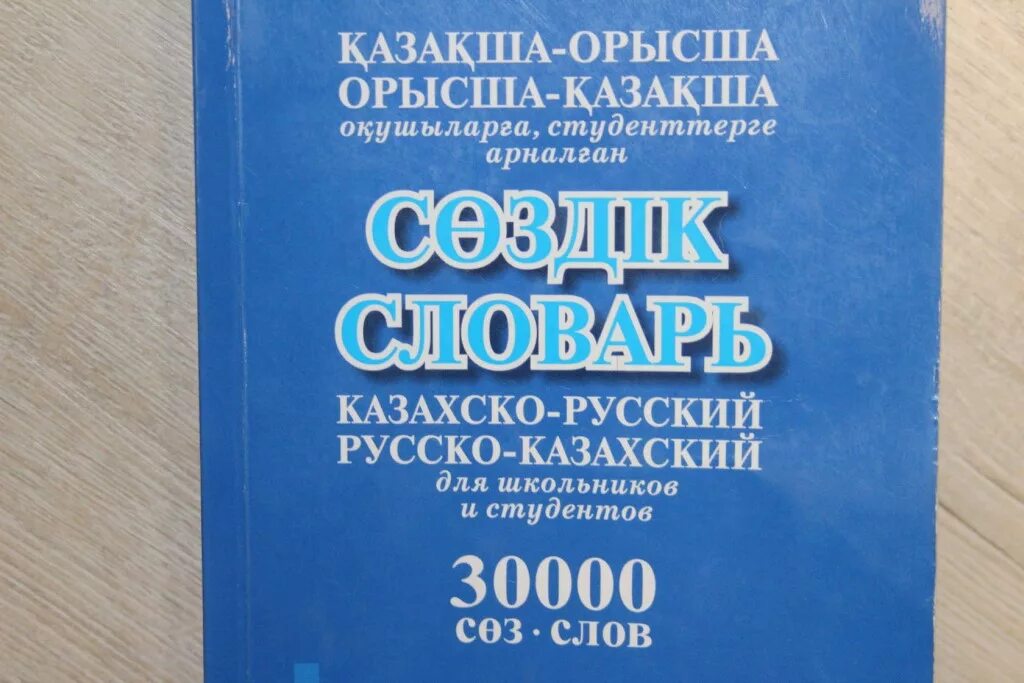 ҚАЗАҚША-ОРЫСША
ОРЫСША-ҚАЗАҚША
оқушыларға, студенттерге
арналған
СӨЗДІК
СЛОВАРЬ
КАЗАХСКО-РУССКИЙ
РУССКО-КАЗАХСКИЙ
для школьников
и студентов
30000
сөз · слов